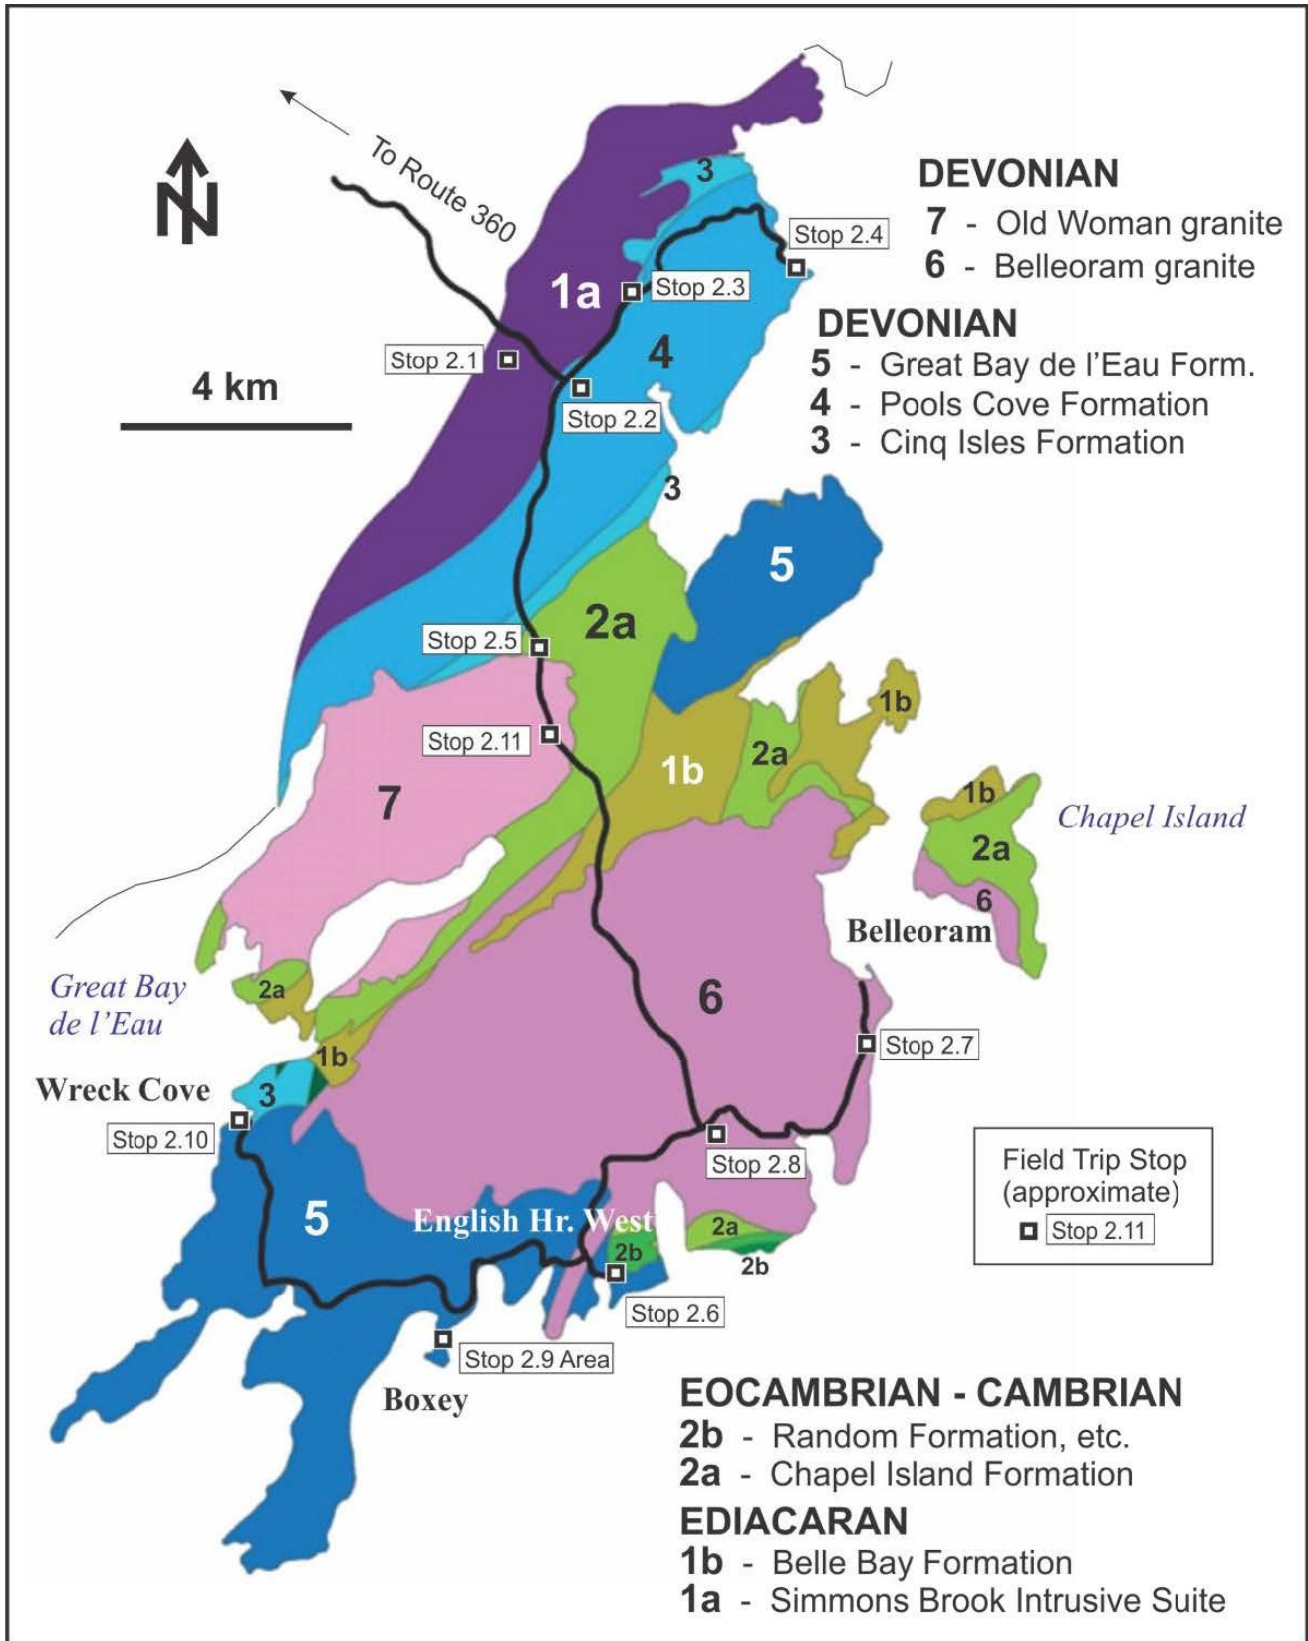 N
To Route 360
DEVONIAN
7 - Old Woman granite
6 - Belleoram granite
DEVONIAN
5 - Great Bay de l'Eau Form.
4 - Pools Cove Formation
3 - Cinq Isles Formation
3
Stop 2.4
1a
Stop 2.3
4
Stop 2.1
4 km
Stop 2.2
3
5
2a
Stop 2.5
1b
Stop 2.11
2a
1b
7
1b
Chapel Island
2a
6
Belleoram
Great Bay
de l'Eau
2a
6
Stop 2.7
1b
Wreck Cove
3
Stop 2.10
Stop 2.8
Field Trip Stop
(approximate)
Stop 2.11
5
English Hr. West
2a
2b
2b
Stop 2.6
Stop 2.9 Area
Boxey
EOCAMBRIAN - CAMBRIAN
2b - Random Formation, etc.
2a - Chapel Island Formation
EDIACARAN
1b - Belle Bay Formation
1a - Simmons Brook Intrusive Suite